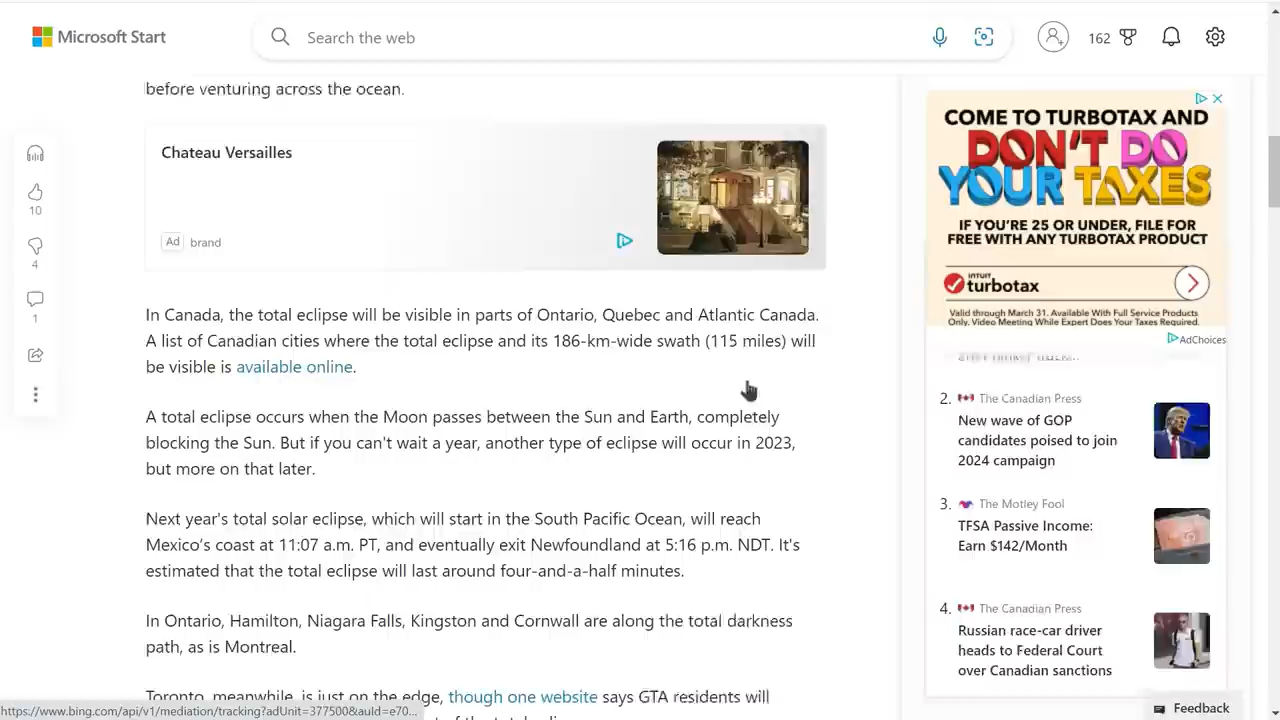 Microsoft Start
Search the web
162
before venturing across the ocean.
Chateau Versailles
Ad brand
10
4
1
In Canada, the total eclipse will be visible in parts of Ontario, Quebec and Atlantic Canada.
A list of Canadian cities where the total eclipse and its 186-km-wide swath (115 miles) will
be visible is available online.
A total eclipse occurs when the Moon passes between the Sun and Earth, completely
blocking the Sun. But if you can't wait a year, another type of eclipse will occur in 2023,
but more on that later.
Next year's total solar eclipse, which will start in the South Pacific Ocean, will reach
Mexico’s coast at 11:07 a.m. PT, and eventually exit Newfoundland at 5:16 p.m. NDT. It's
estimated that the total eclipse will last around four-and-a-half minutes.
In Ontario, Hamilton, Niagara Falls, Kingston and Cornwall are along the total darkness
path, as is Montreal.
Toronto, meanwhile, is just on the edge, though one website says GTA residents will
COME TO TURBOTAX AND
DON'T DO
YOUR TAXES
IF YOU'RE 25 OR UNDER, FILE FOR
FREE WITH ANY TURBOTAX PRODUCT
INTUIT
turbotax
Valid through March 31. Available With Full Service Products
Only. Video Meeting While Expert Does Your Taxes Required.
AdChoices
2. The Canadian Press
New wave of GOP
candidates poised to join
2024 campaign
3. The Motley Fool
TFSA Passive Income:
Earn $142/Month
4. The Canadian Press
Russian race-car driver
heads to Federal Court
over Canadian sanctions
Feedback
https://www.bing.com/api/v1/mediation/tracking?adUnit=377500&auId=e70...